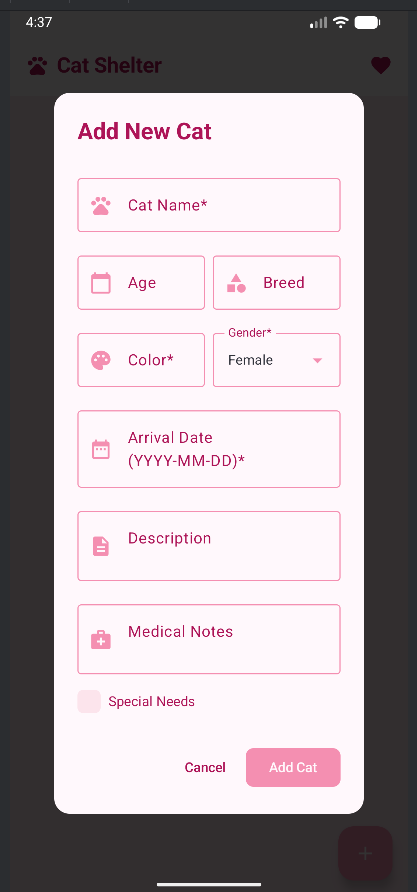 4:37
Cat Shelter
Add New Cat
Cat Name*
Age
Breed
Color*
Gender*
Female
Arrival Date
(YYYY-MM-DD)*
Description
Medical Notes
Special Needs
Cancel
Add Cat
+